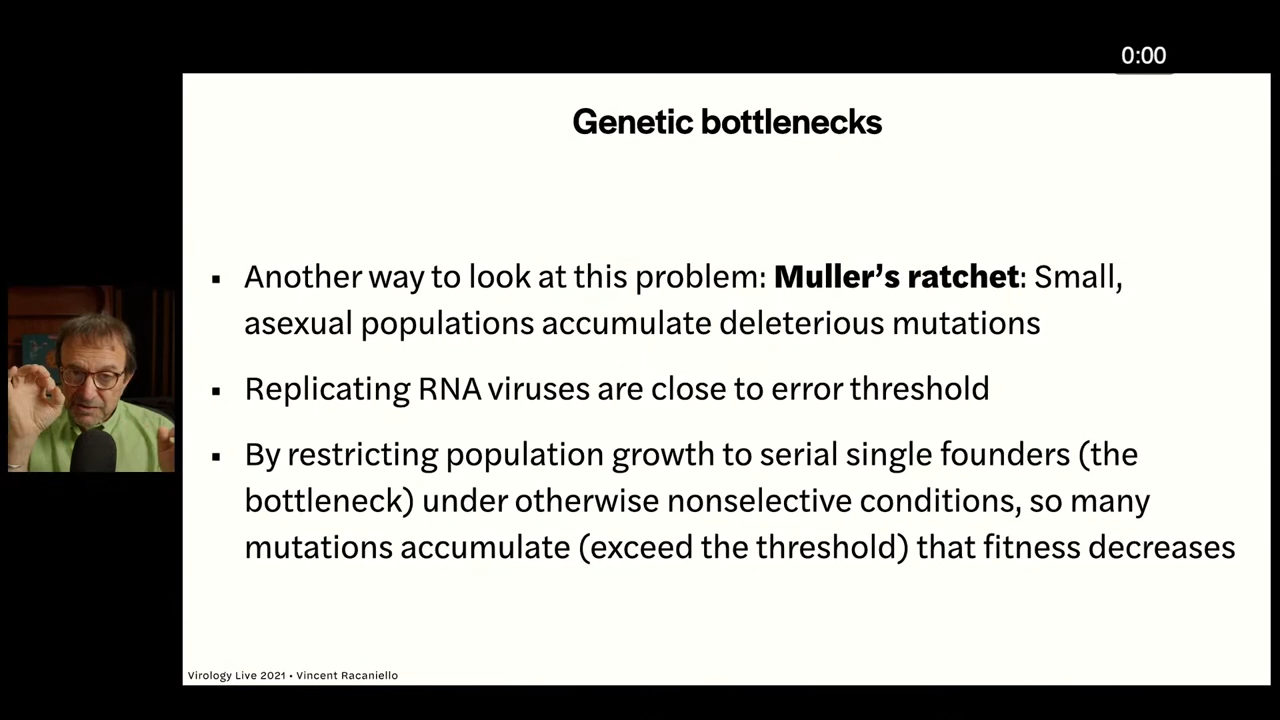 0:00
Genetic bottlenecks
▪ Another way to look at this problem: Muller’s ratchet: Small,
asexual populations accumulate deleterious mutations
▪ Replicating RNA viruses are close to error threshold
▪ By restricting population growth to serial single founders (the
bottleneck) under otherwise nonselective conditions, so many
mutations accumulate (exceed the threshold) that fitness decreases
Virology Live 2021 • Vincent Racaniello